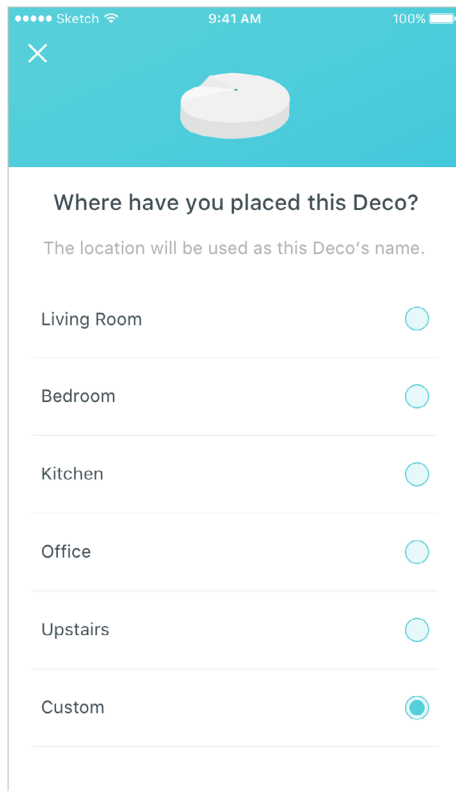 ●●●●● Sketch 9:41 AM 100%
Where have you placed this Deco?
The location will be used as this Deco's name.
Living Room
Bedroom
Kitchen
Office
Upstairs
Custom